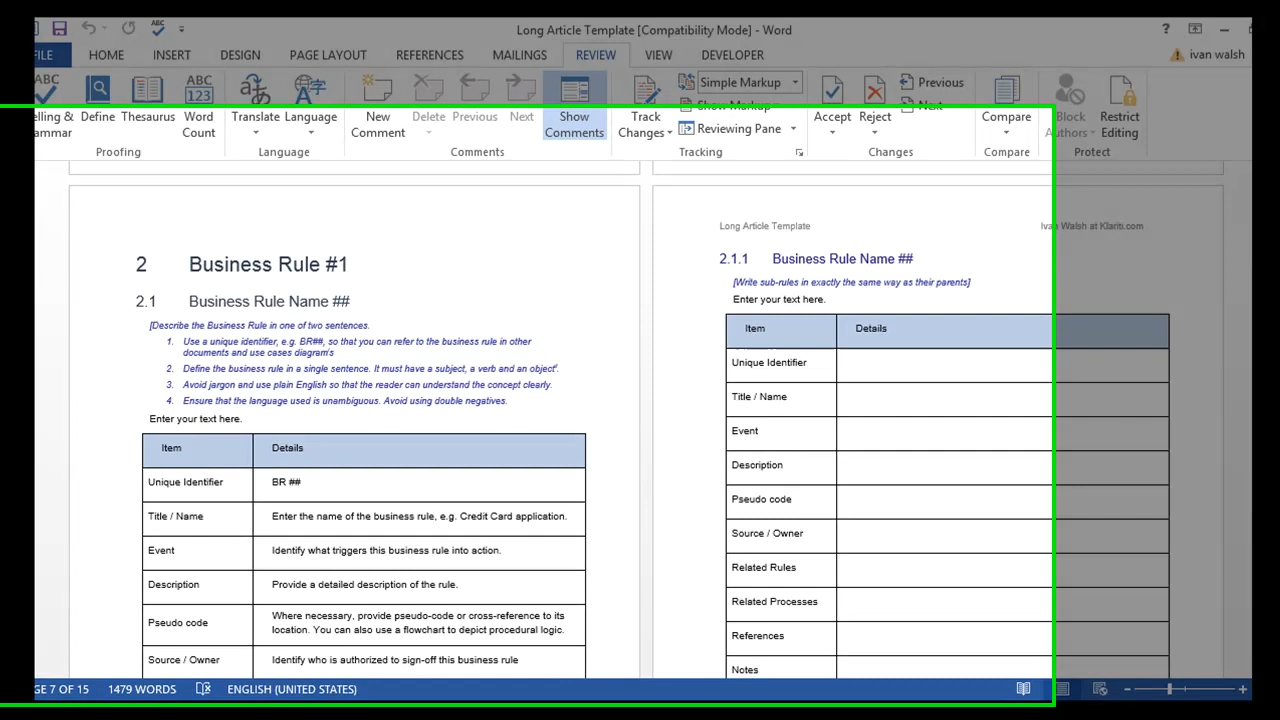 Long Article Template [Compatibility Mode] - Word
FILE HOME INSERT DESIGN PAGE LAYOUT REFERENCES MAILINGS REVIEW VIEW DEVELOPER ivan walsh
ABC
ABC 123
Simple Markup
Previous
Show Markup
Next
elling & Define Thesaurus Word Translate Language New Delete Previous Next Show Track Accept Reject Compare Block Restrict
ammar Count Comment Comments Changes Reviewing Pane Authors Editing
Proofing Language Comments Tracking Changes Compare Protect
2 Business Rule #1
2.1 Business Rule Name ##
[Describe the Business Rule in one of two sentences.
1. Use a unique identifier, e.g. BR##, so that you can refer to the business rule in other
documents and use cases diagram's
2. Define the business rule in a single sentence. It must have a subject, a verb and an object'.
3. Avoid jargon and use plain English so that the reader can understand the concept clearly.
4. Ensure that the language used is unambiguous. Avoid using double negatives.
Enter your text here.
Item Details
Unique Identifier BR ##
Title / Name Enter the name of the business rule, e.g. Credit Card application.
Event Identify what triggers this business rule into action.
Description Provide a detailed description of the rule.
Pseudo code Where necessary, provide pseudo-code or cross-reference to its
location. You can also use a flowchart to depict procedural logic.
Source / Owner Identify who is authorized to sign-off this business rule
Long Article Template Ivan Walsh at Klariti.com
2.1.1 Business Rule Name ##
[Write sub-rules in exactly the same way as their parents]
Enter your text here.
Item Details
Unique Identifier
Title / Name
Event
Description
Pseudo code
Source / Owner
Related Rules
Related Processes
References
Notes
GE 7 OF 15 1479 WORDS ENGLISH (UNITED STATES)